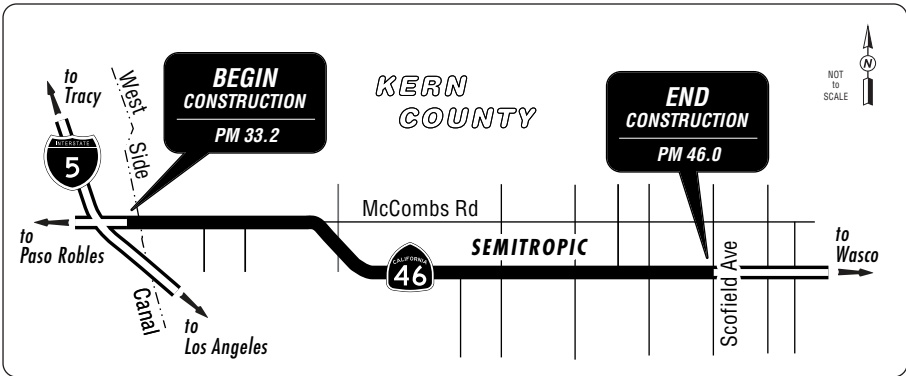 to
Tracy
West Side Canal
BEGIN
CONSTRUCTION
PM 33.2
KERN
COUNTY
END
CONSTRUCTION
PM 46.0
N
NOT
to
SCALE
INTERSTATE
5
McCombs Rd
to
Paso Robles
SEMITROPIC
CALIFORNIA
46
Scofield Ave
to
Wasco
to
Los Angeles